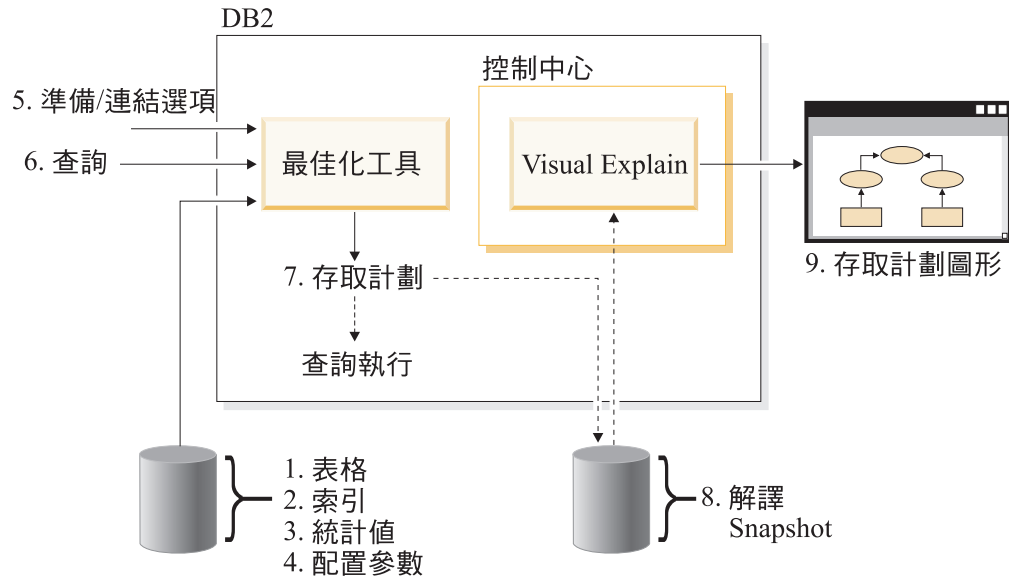 DB2
控制中心
5. 準備/連結選項
6. 查詢
最佳化工具
Visual Explain
7. 存取計劃
查詢執行
9. 存取計劃圖形
1. 表格
2. 索引
3. 統計值
4. 配置參數
8. 解譯
Snapshot